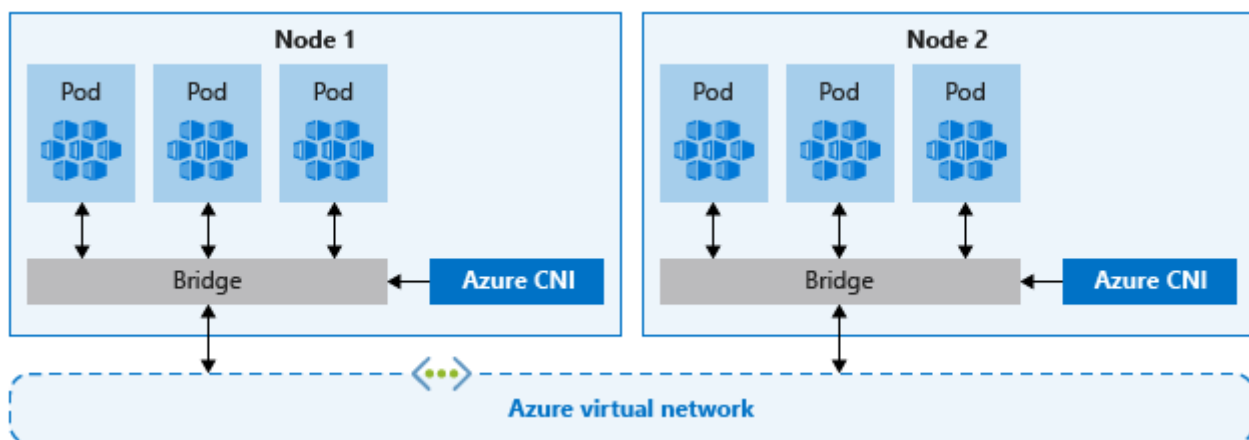 Node 1
Pod Pod Pod
Bridge
Azure CNI
Node 2
Pod Pod Pod
Bridge
Azure CNI
Azure virtual network